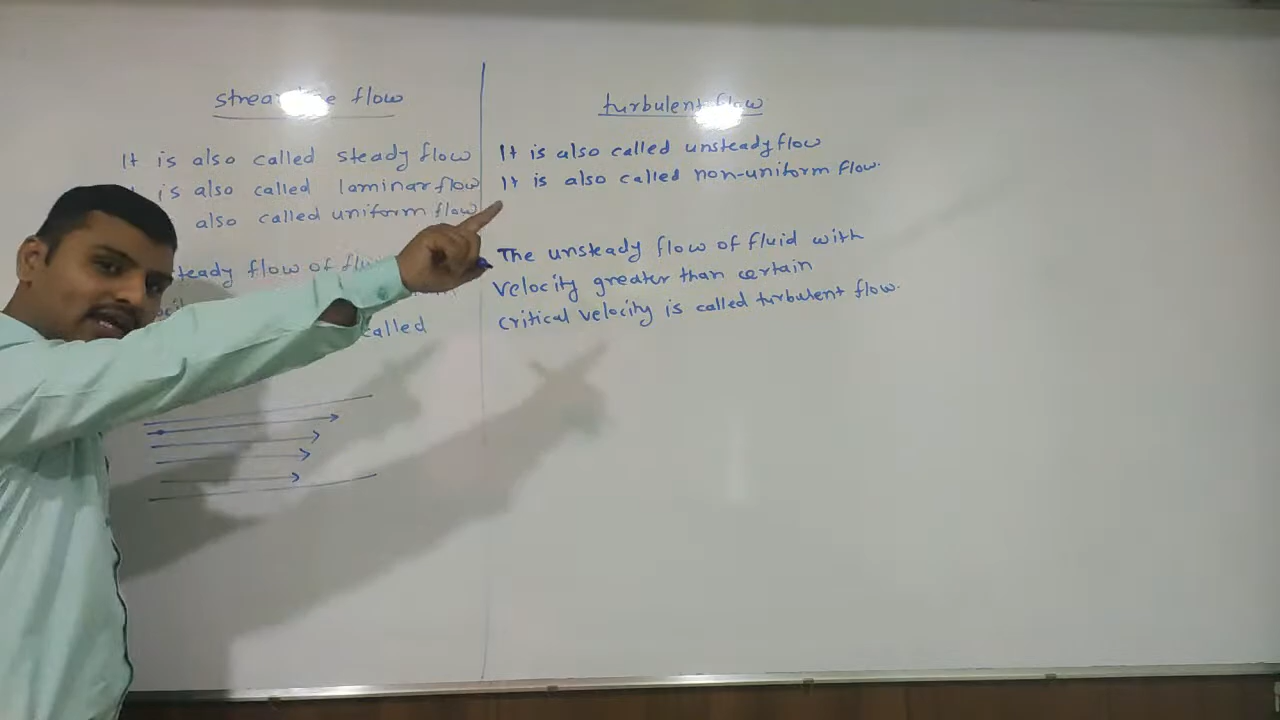 streamline flow
It is also called steady flow
is also called laminar flow
also called uniform flow
steady flow of
called
turbulent flow
It is also called unsteady flow
It is also called non-uniform flow.
The unsteady flow of fluid with
velocity greater than certain
critical velocity is called turbulent flow.